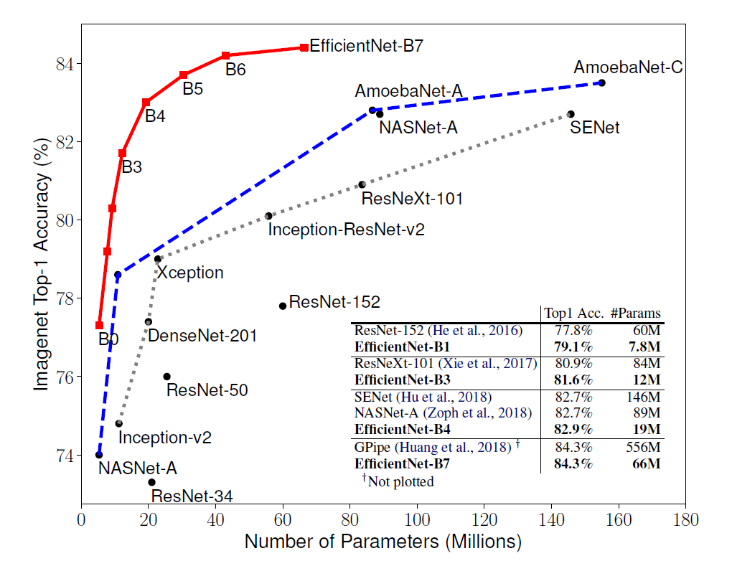 84
82
80
78
76
74
Imagenet Top-1 Accuracy (%)
EfficientNet-B7
B6
B5
B4
B3
B0
AmoebaNet-A
AmoebaNet-C
NASNet-A
SENet
ResNeXt-101
Inception-ResNet-v2
Xception
ResNet-152
DenseNet-201
ResNet-50
Inception-v2
NASNet-A
ResNet-34
Top1 Acc. #Params
ResNet-152 (He et al., 2016) 77.8% 60M
EfficientNet-B1 79.1% 7.8M
ResNeXt-101 (Xie et al., 2017) 80.9% 84M
EfficientNet-B3 81.6% 12M
SENet (Hu et al., 2018) 82.7% 146M
NASNet-A (Zoph et al., 2018) 82.7% 89M
EfficientNet-B4 82.9% 19M
GPipe (Huang et al., 2018) † 84.3% 556M
EfficientNet-B7 84.3% 66M
†Not plotted
0 20 40 60 80 100 120 140 160 180
Number of Parameters (Millions)